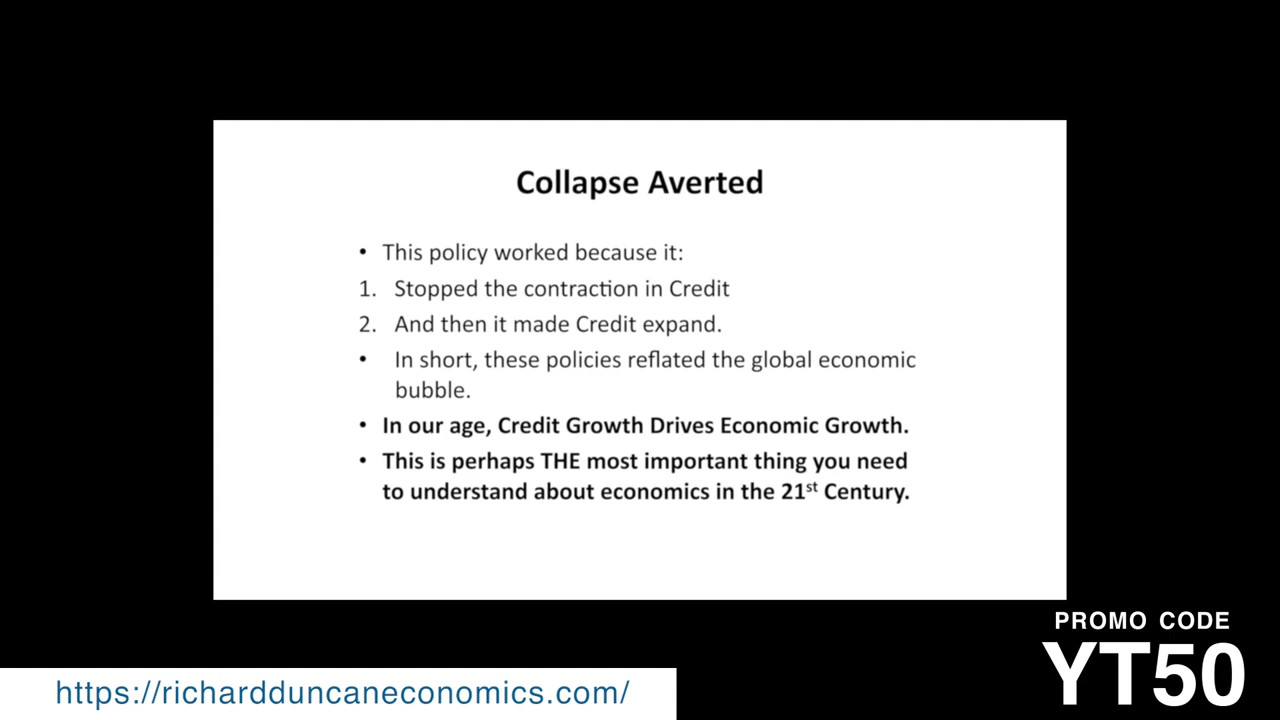 Collapse Averted
• This policy worked because it:
1. Stopped the contraction in Credit
2. And then it made Credit expand.
• In short, these policies reflated the global economic
bubble.
• In our age, Credit Growth Drives Economic Growth.
• This is perhaps THE most important thing you need
to understand about economics in the 21st Century.
PROMO CODE
YT50
https://richardduncaneconomics.com/